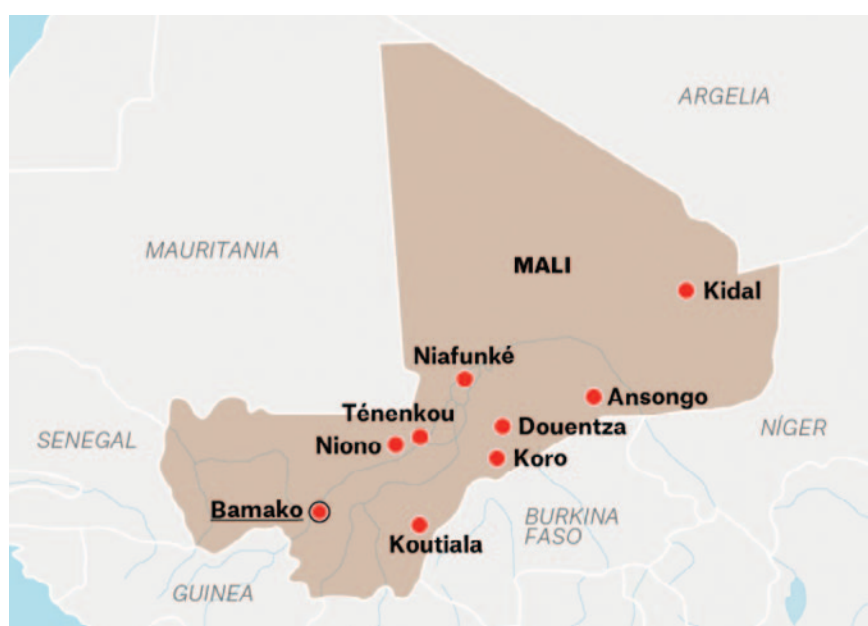 ARGELIA
MAURITANIA
MALI
Kidal
Niafunké
Ansongo
Ténenkou
Douentza
NÍGER
SENEGAL
Niono
Koro
Bamako
BURKINA
FASO
Koutiala
GUINEA